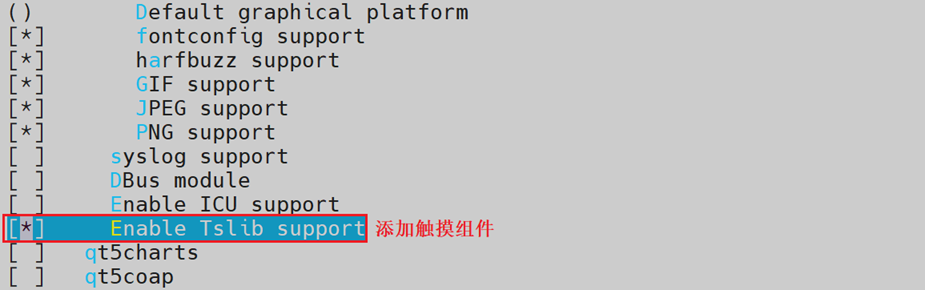 ()        Default graphical platform
[*]       fontconfig support
[*]       harfbuzz support
[*]       GIF support
[*]       JPEG support
[*]       PNG support
[ ]     syslog support
[ ]     DBus module
[ ]     Enable ICU support
[*]     Enable Tslib support 添加触摸组件
[ ]   qt5charts
[ ]   qt5coap